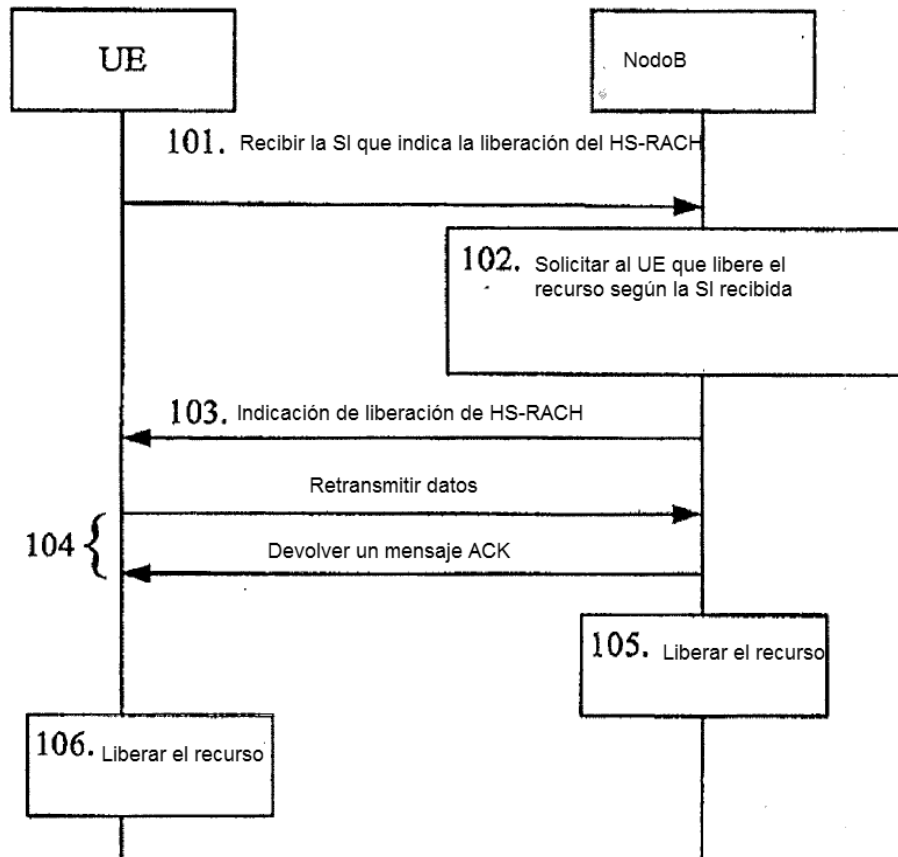 UE
NodoB
101. Recibir la SI que indica la liberación del HS-RACH
102. Solicitar al UE que libere el
recurso según la SI recibida
103. Indicación de liberación de HS-RACH
Retransmitir datos
104
Devolver un mensaje ACK
105. Liberar el recurso
106. Liberar el recurso